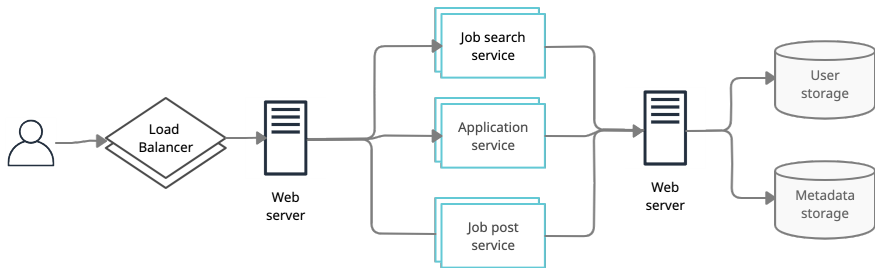 Load
Balancer
Web
server
Job search
service
Application
service
Job post
service
Web
server
User
storage
Metadata
storage